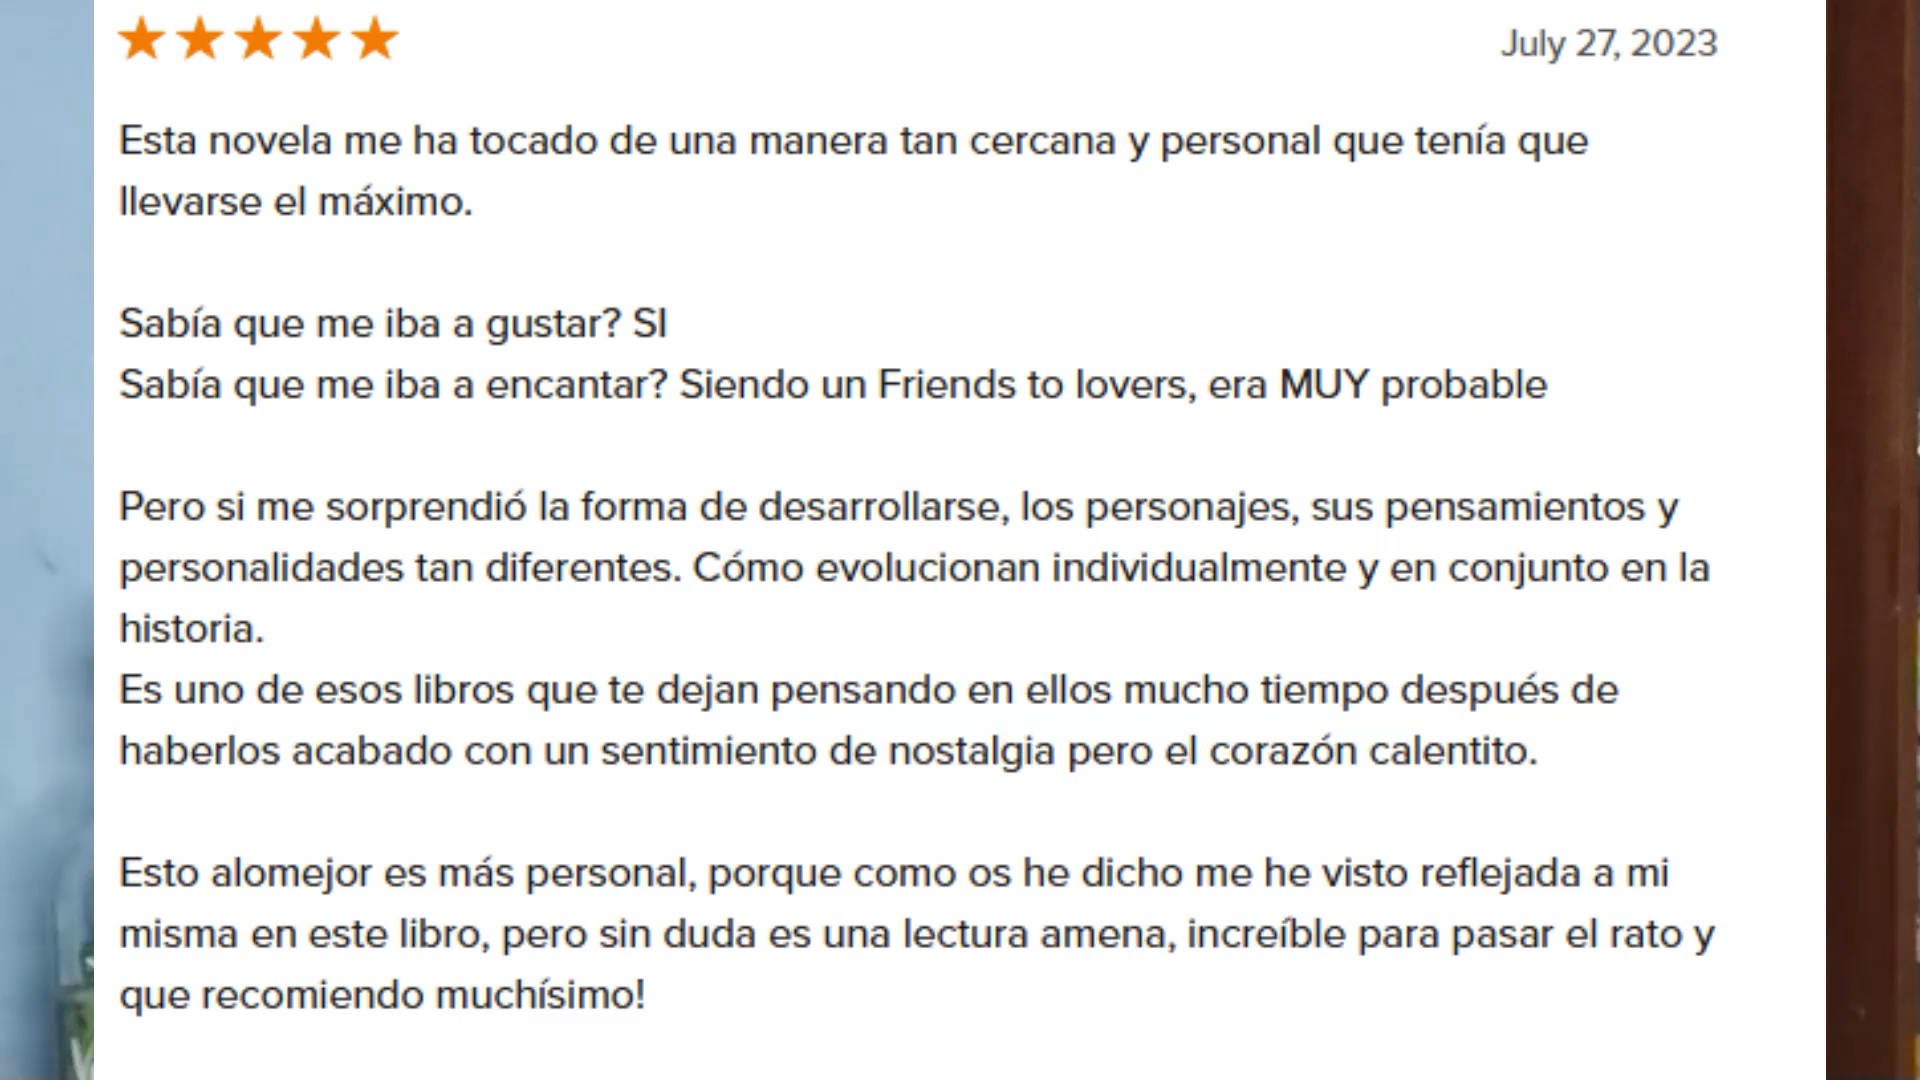 July 27, 2023
Esta novela me ha tocado de una manera tan cercana y personal que tenía que
llevarse el máximo.
Sabía que me iba a gustar? SI
Sabía que me iba a encantar? Siendo un Friends to lovers, era MUY probable
Pero si me sorprendió la forma de desarrollarse, los personajes, sus pensamientos y
personalidades tan diferentes. Cómo evolucionan individualmente y en conjunto en la
historia.
Es uno de esos libros que te dejan pensando en ellos mucho tiempo después de
haberlos acabado con un sentimiento de nostalgia pero el corazón calentito.
Esto alomejor es más personal, porque como os he dicho me he visto reflejada a mi
misma en este libro, pero sin duda es una lectura amena, increíble para pasar el rato y
que recomiendo muchísimo!